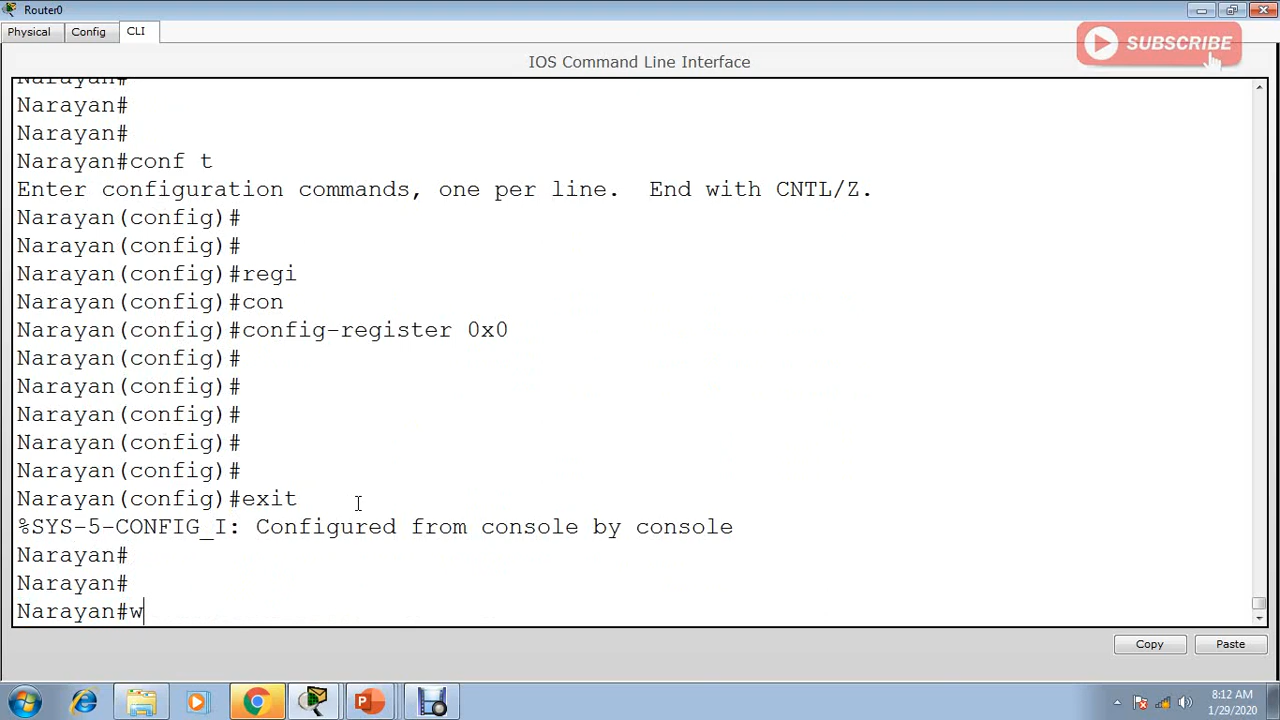 Router0
Physical
Config
CLI
SUBSCRIBE
IOS Command Line Interface
Narayan#
Narayan#
Narayan#
Narayan#conf t
Enter configuration commands, one per line.  End with CNTL/Z.
Narayan(config)#
Narayan(config)#
Narayan(config)#regi
Narayan(config)#con
Narayan(config)#config-register 0x0
Narayan(config)#
Narayan(config)#
Narayan(config)#
Narayan(config)#
Narayan(config)#
Narayan(config)#exit
%SYS-5-CONFIG_I: Configured from console by console
Narayan#
Narayan#
Narayan#w
Copy
Paste
8:12 AM
1/29/2020